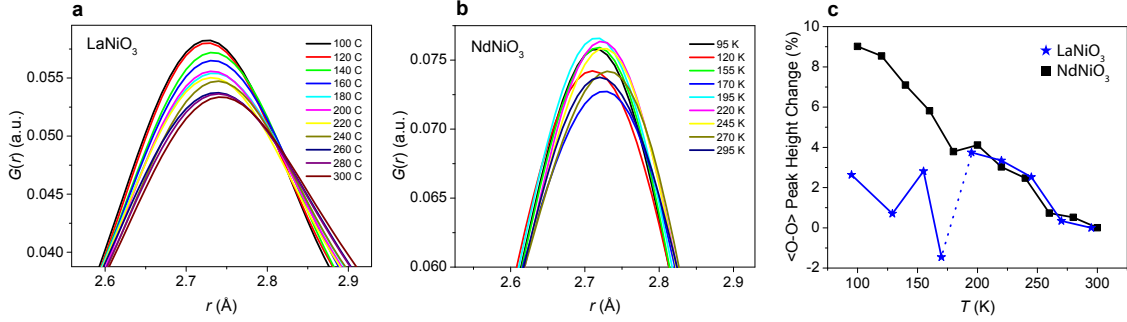 a
LaNiO3
100 C
120 C
140 C
160 C
180 C
200 C
220 C
240 C
260 C
280 C
300 C
0.055
0.050
0.045
0.040
G(r) (a.u.)
2.6 2.7 2.8 2.9
r (Å)
b
NdNiO3
95 K
120 K
155 K
170 K
195 K
220 K
245 K
270 K
295 K
0.075
0.070
0.065
0.060
G(r) (a.u.)
2.6 2.7 2.8 2.9
r (Å)
c
LaNiO3
NdNiO3
10
8
6
4
2
0
-2
<O-O> Peak Height Change (%)
100 150 200 250 300
T (K)